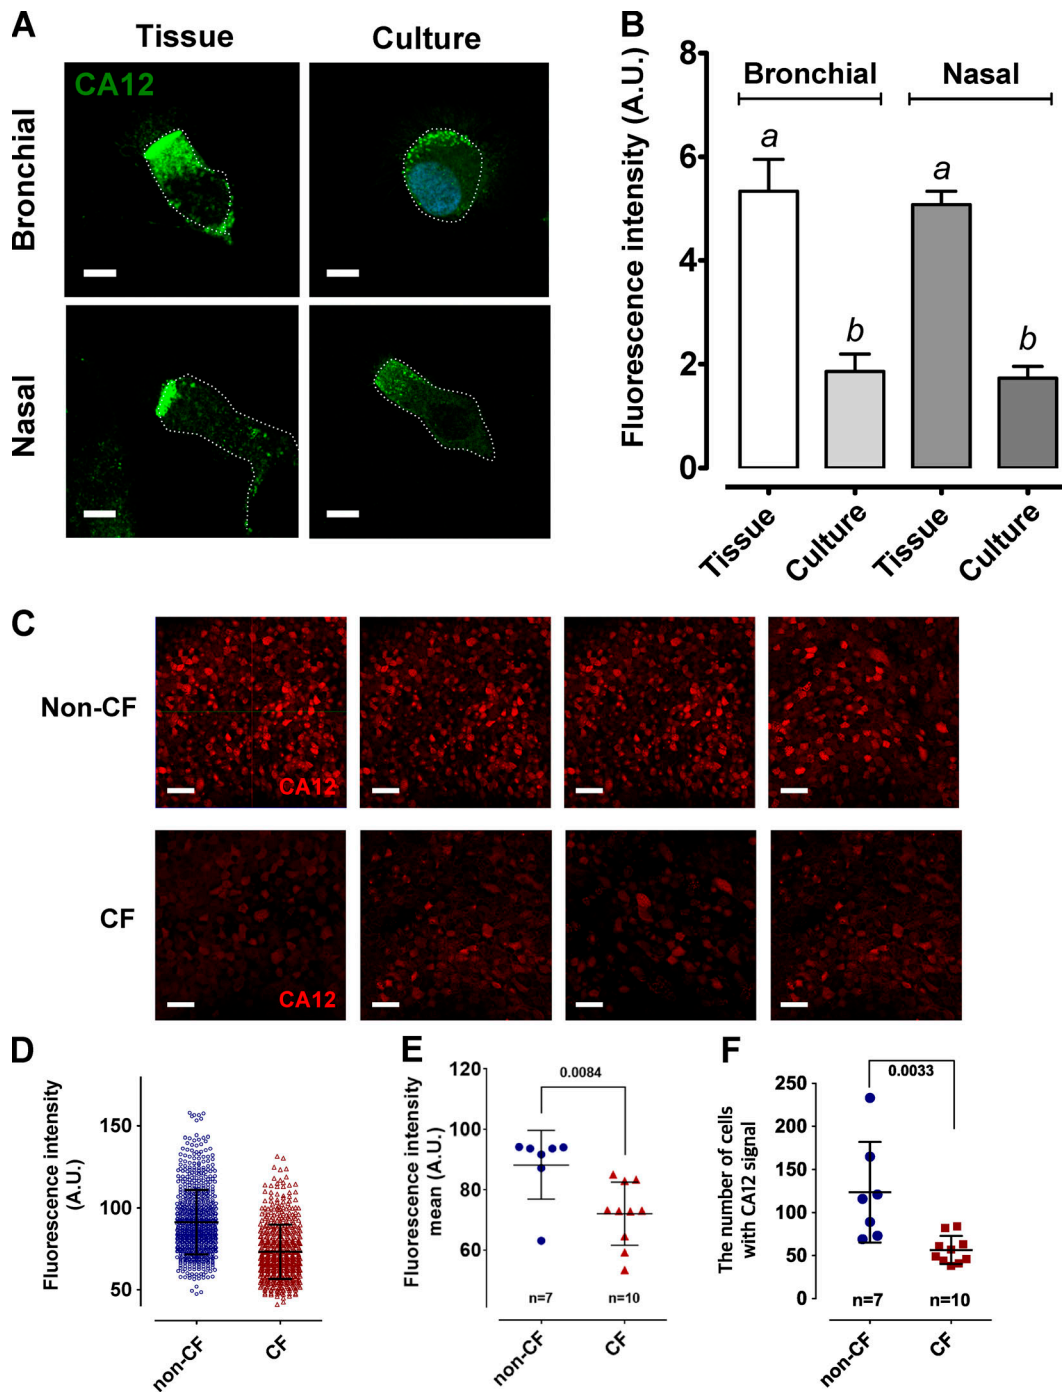 A
Tissue
Culture
CA12
Bronchial
Nasal
B
Fluorescence intensity (A.U.)
8
6
4
2
0
Bronchial
Nasal
a
b
a
b
Tissue
Culture
Tissue
Culture
C
Non-CF
CA12
CF
CA12
D
Fluorescence intensity
(A.U.)
150
100
50
non-CF
CF
E
Fluorescence intensity
mean (A.U.)
120
100
80
60
0.0084
n=7
n=10
non-CF
CF
F
The number of cells
with CA12 signal
250
200
150
100
50
0
0.0033
n=7
n=10
non-CF
CF